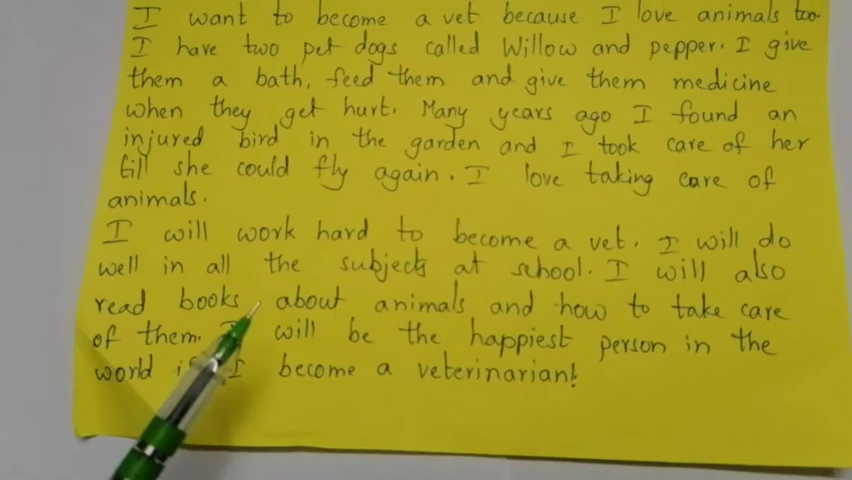 I want to become a vet because I love animals too.
I have two pet dogs called Willow and pepper. I give
them a bath, feed them and give them medicine
when they get hurt. Many years ago I found an
injured bird in the garden and I took care of her
till she could fly again. I love taking care of
animals.
I will work hard to become a vet. I will do
well in all the subjects at school. I will also
read books about animals and how to take care
of them. I will be the happiest person in the
world if I become a veterinarian!